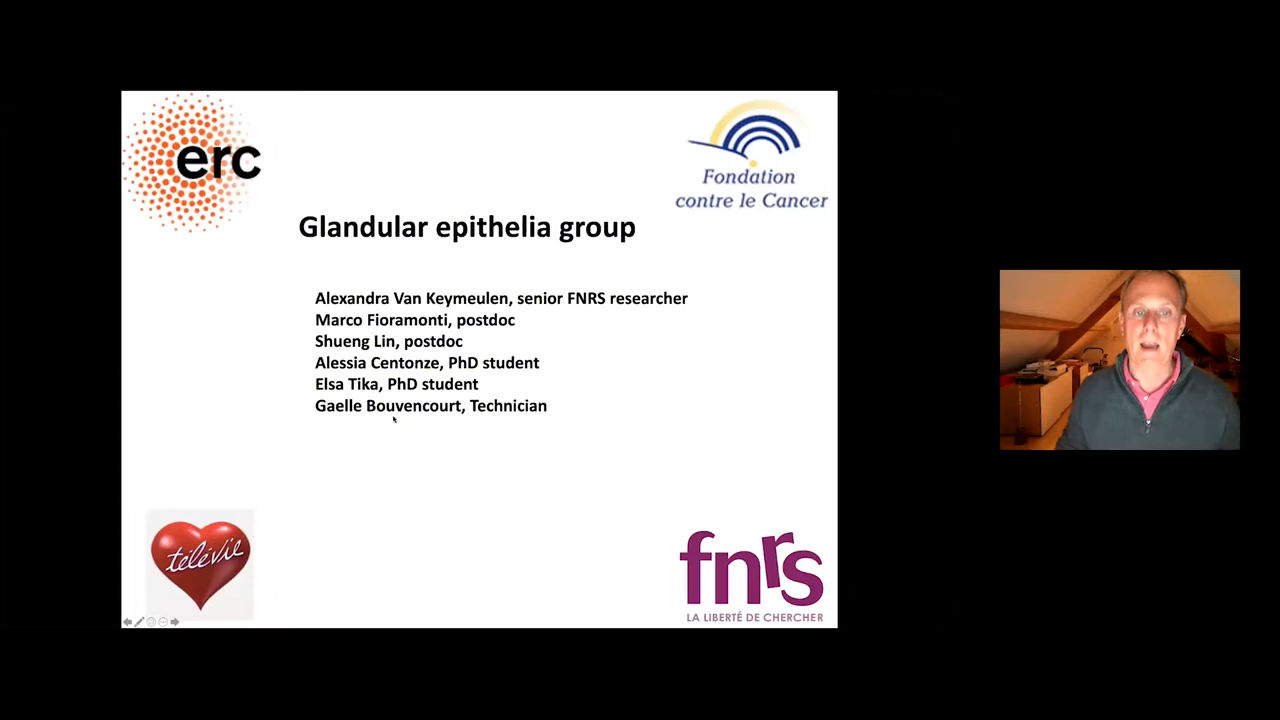 erc
Fondation
contre le Cancer
Glandular epithelia group
Alexandra Van Keymeulen, senior FNRS researcher
Marco Fioramonti, postdoc
Shueng Lin, postdoc
Alessia Centonze, PhD student
Elsa Tika, PhD student
Gaelle Bouvencourt, Technician
télévie
fnrs
LA LIBERTÉ DE CHERCHER